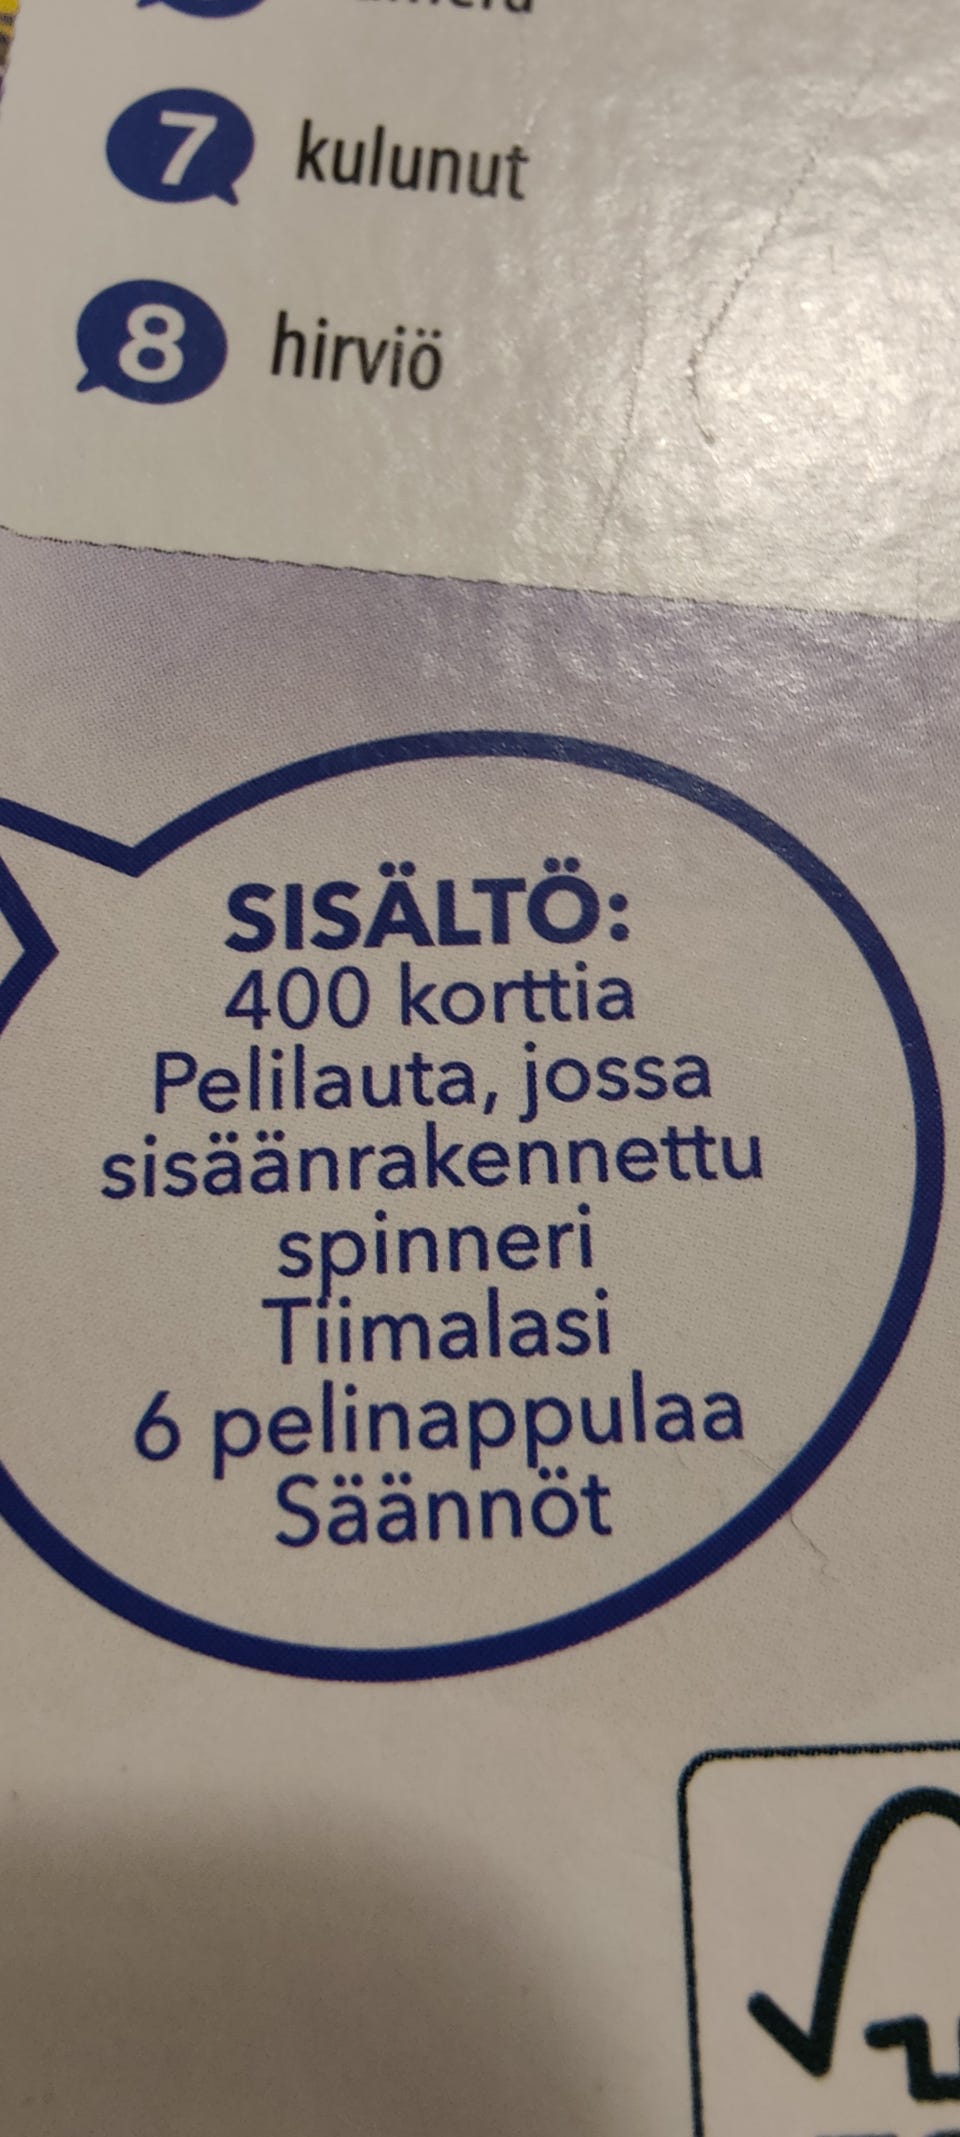 7 kulunut
8 hirviö
SISÄLTÖ:
400 korttia
Pelilauta, jossa
sisäänrakennettu
spinneri
Tiimalasi
6 pelinappulaa
Säännöt